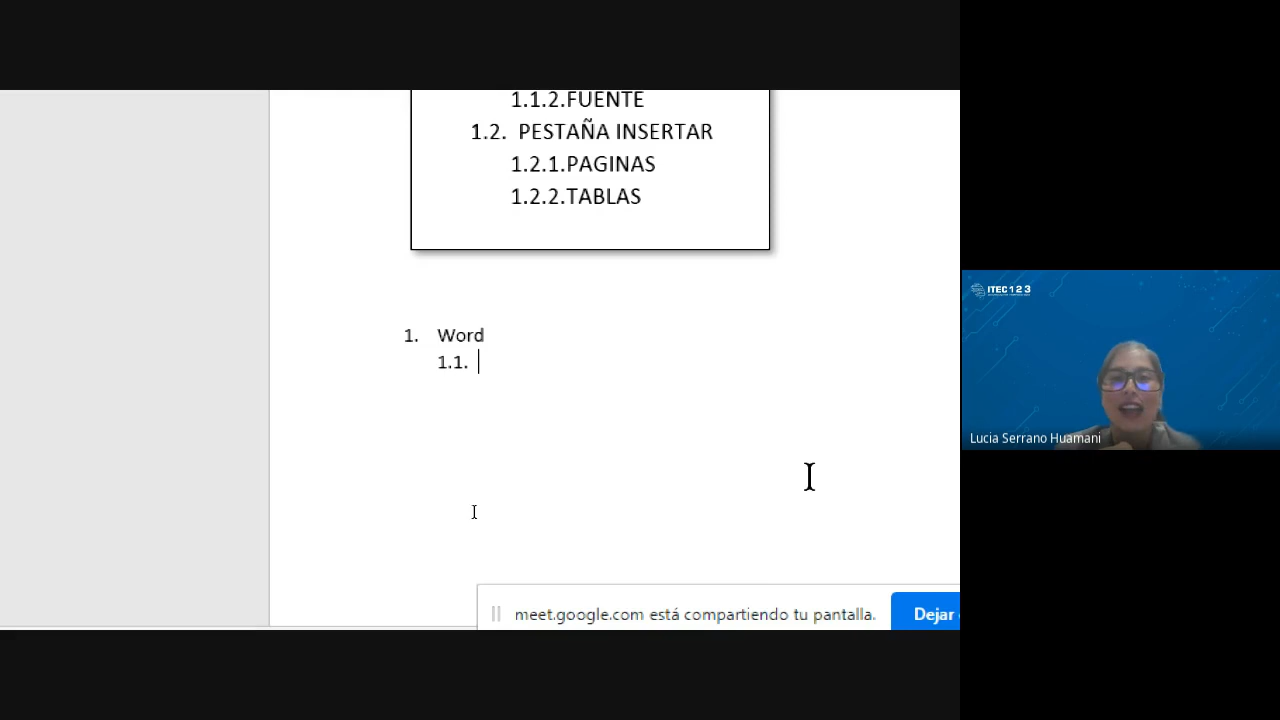 1.1.2.FUENTE
1.2. PESTAÑA INSERTAR
1.2.1.PAGINAS
1.2.2.TABLAS
1. Word
1.1.
meet.google.com está compartiendo tu pantalla.
Dejar
ITEC 1 2 3
Lucia Serrano Huamani